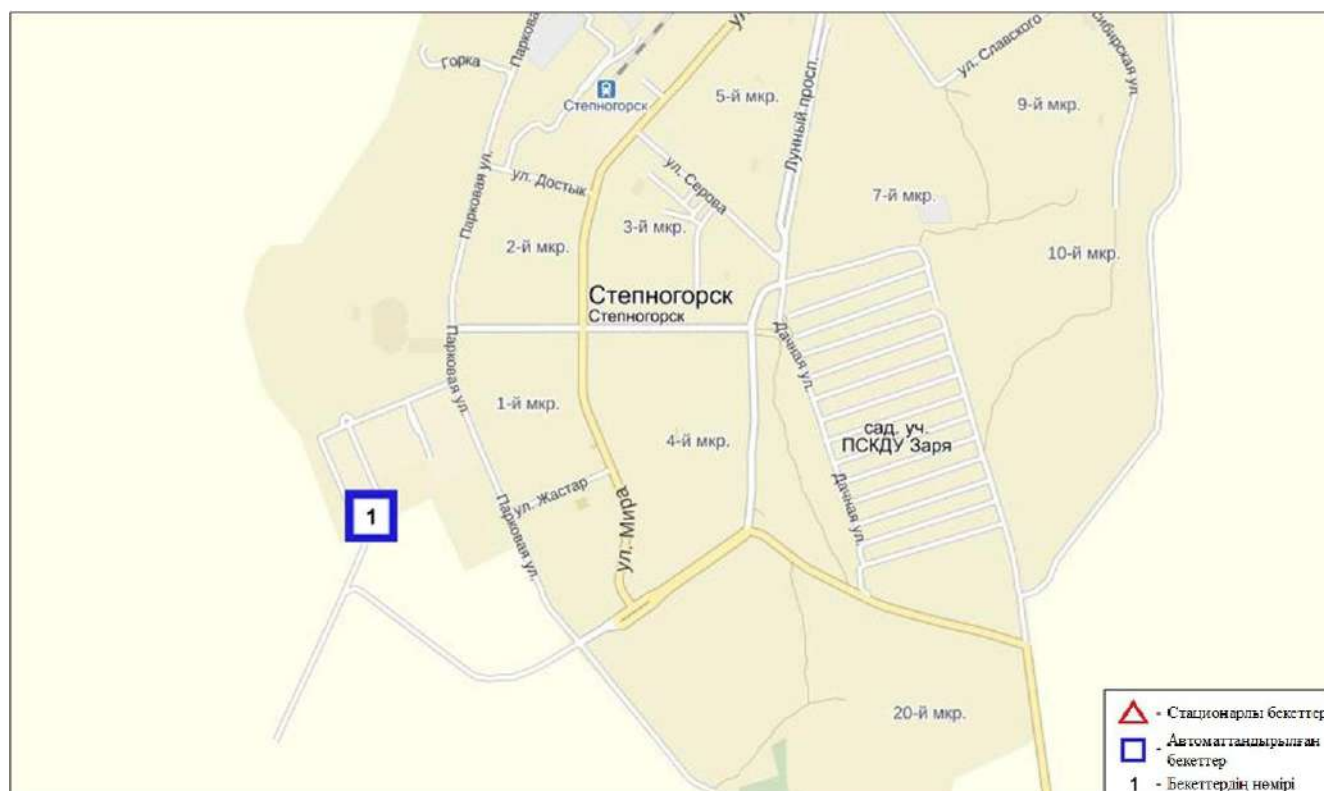 Парковая
Горка
ул.
ул. Славского
сибирская ул.
Степногорск
5-й мкр.
9-й мкр.
Лунный просп.
Парковая ул.
ул. Достык
ул. Серова
7-й мкр.
3-й мкр.
2-й мкр.
10-й мкр.
Степногорск
Степногорск
Парковая ул.
Дачная ул.
1-й мкр.
4-й мкр.
сад. уч.
ПСКДУ Заря
ул. Жастар
Дачная ул.
1
Парковая ул.
ул. Мира
20-й мкр.
- Стационарлы бекеттер
- Автоматтандырылған
бекеттер
1 - Бекеттердің нөмірі